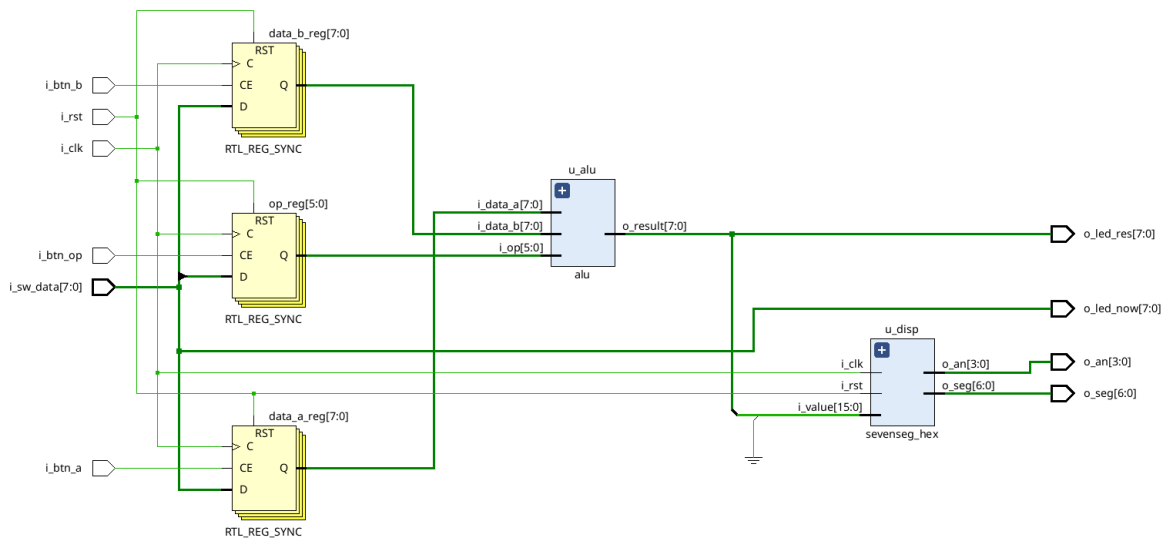 data_b_reg[7:0]
RST
C
i_btn_b
CE
Q
D
i_rst
i_clk
RTL_REG_SYNC
op_reg[5:0]
RST
C
i_btn_op
CE
Q
D
i_sw_data[7:0]
RTL_REG_SYNC
u_alu
i_data_a[7:0]
i_data_b[7:0]
o_result[7:0]
i_op[5:0]
alu
o_led_res[7:0]
o_led_now[7:0]
u_disp
i_clk
o_an[3:0]
o_an[3:0]
i_rst
o_seg[6:0]
o_seg[6:0]
i_value[15:0]
sevenseg_hex
data_a_reg[7:0]
RST
C
i_btn_a
CE
Q
D
RTL_REG_SYNC